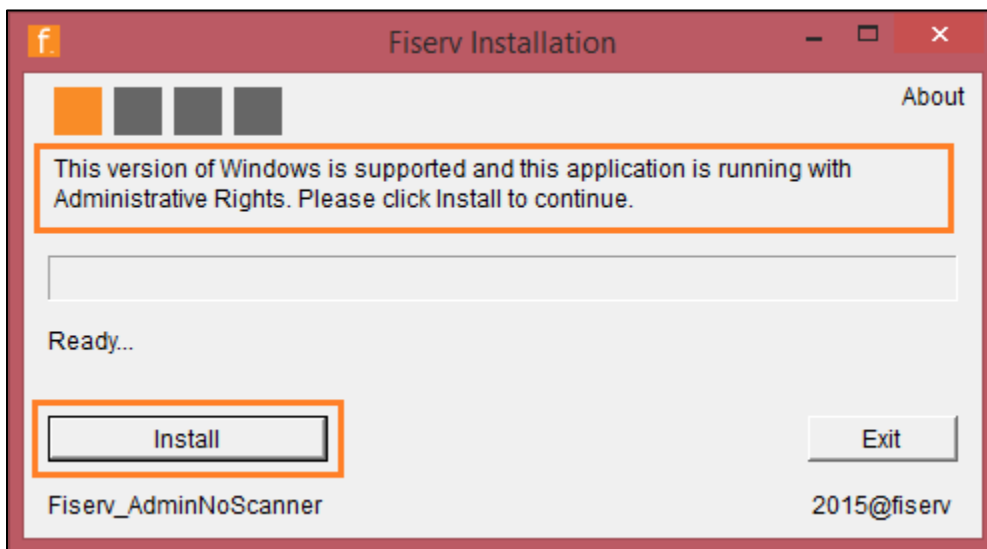 f.
Fiserv Installation
About
This version of Windows is supported and this application is running with
Administrative Rights. Please click Install to continue.
Ready...
Install
Exit
Fiserv_AdminNoScanner
2015@fiserv